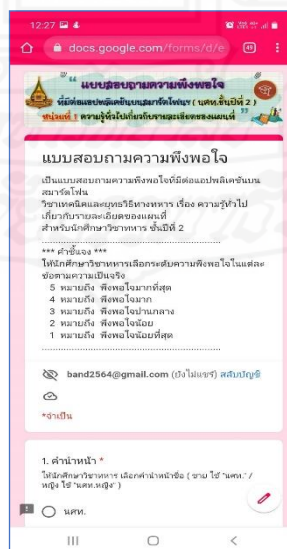 12:27
docs.google.com/forms/d/e
49
แบบสอบถามความพึงพอใจ
ที่มีต่อแอปพลิเคชันบนสมาร์ตโฟนฯ ( นศท.ชั้นปีที่ 2 )
หน่วยที่ 1 ความรู้ทั่วไปเกี่ยวกับรายละเอียดของแผนที่
แบบสอบถามความพึงพอใจ
เป็นแบบสอบถามความพึงพอใจที่มีต่อแอปพลิเคชันบน
สมาร์ตโฟน
วิชาเทคนิคและยุทธวิธีทางทหาร เรื่อง ความรู้ทั่วไป
เกี่ยวกับรายละเอียดของแผนที่
สำหรับนักศึกษาวิชาทหาร ชั้นปีที่ 2
........................................................
*** คำชี้แจง ***
ให้นักศึกษาวิชาทหารเลือกระดับความพึงพอใจในแต่ละ
ข้อตามความเป็นจริง
5 หมายถึง พึงพอใจมากที่สุด
4 หมายถึง พึงพอใจมาก
3 หมายถึง พึงพอใจปานกลาง
2 หมายถึง พึงพอใจน้อย
1 หมายถึง พึงพอใจน้อยที่สุด
........................................................
band2564@gmail.com (ยังไม่แชร์) สลับบัญชี
*จำเป็น
1. คำนำหน้า *
ให้นักศึกษาวิชาทหาร เลือกคำนำหน้าชื่อ ( ชาย ใช้ "นศท." /
หญิง ใช้ "นศท.หญิง" )
นศท.